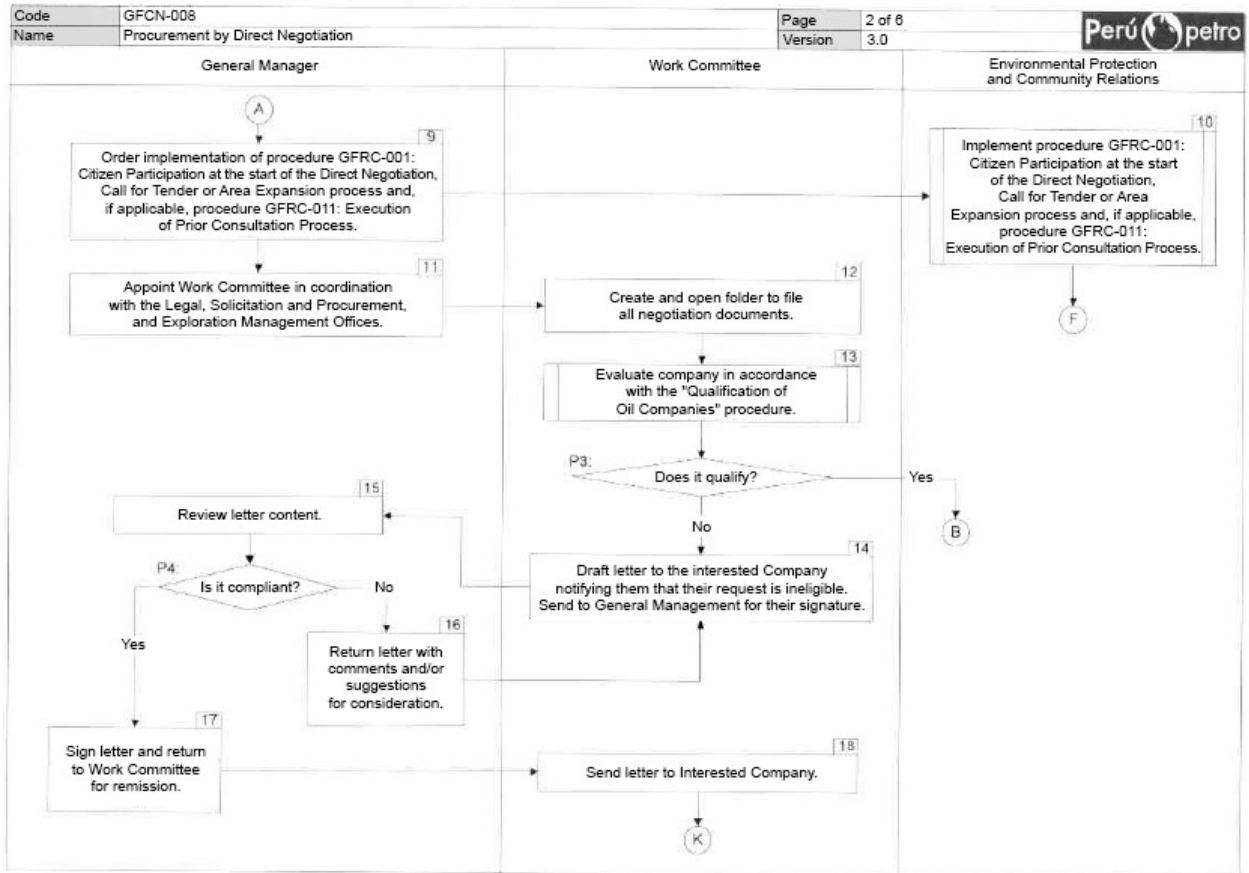 Code GFCN-008 Page 2 of 6
Name Procurement by Direct Negotiation Version 3.0
Perú petro
General Manager
Work Committee
Environmental Protection
and Community Relations
A
9
Order implementation of procedure GFRC-001:
Citizen Participation at the start of the Direct Negotiation,
Call for Tender or Area Expansion process and,
if applicable, procedure GFRC-011: Execution
of Prior Consultation Process.
10
Implement procedure GFRC-001:
Citizen Participation at the start
of the Direct Negotiation,
Call for Tender or Area
Expansion process and, if applicable,
procedure GFRC-011:
Execution of Prior Consultation Process.
F
11
Appoint Work Committee in coordination
with the Legal, Solicitation and Procurement,
and Exploration Management Offices.
12
Create and open folder to file
all negotiation documents.
13
Evaluate company in accordance
with the "Qualification of
Oil Companies" procedure.
P3:
Does it qualify?
Yes
B
No
14
Draft letter to the interested Company
notifying them that their request is ineligible.
Send to General Management for their signature.
15
Review letter content.
P4:
Is it compliant?
No
Yes
16
Return letter with
comments and/or
suggestions
for consideration.
17
Sign letter and return
to Work Committee
for remission.
18
Send letter to Interested Company.
K